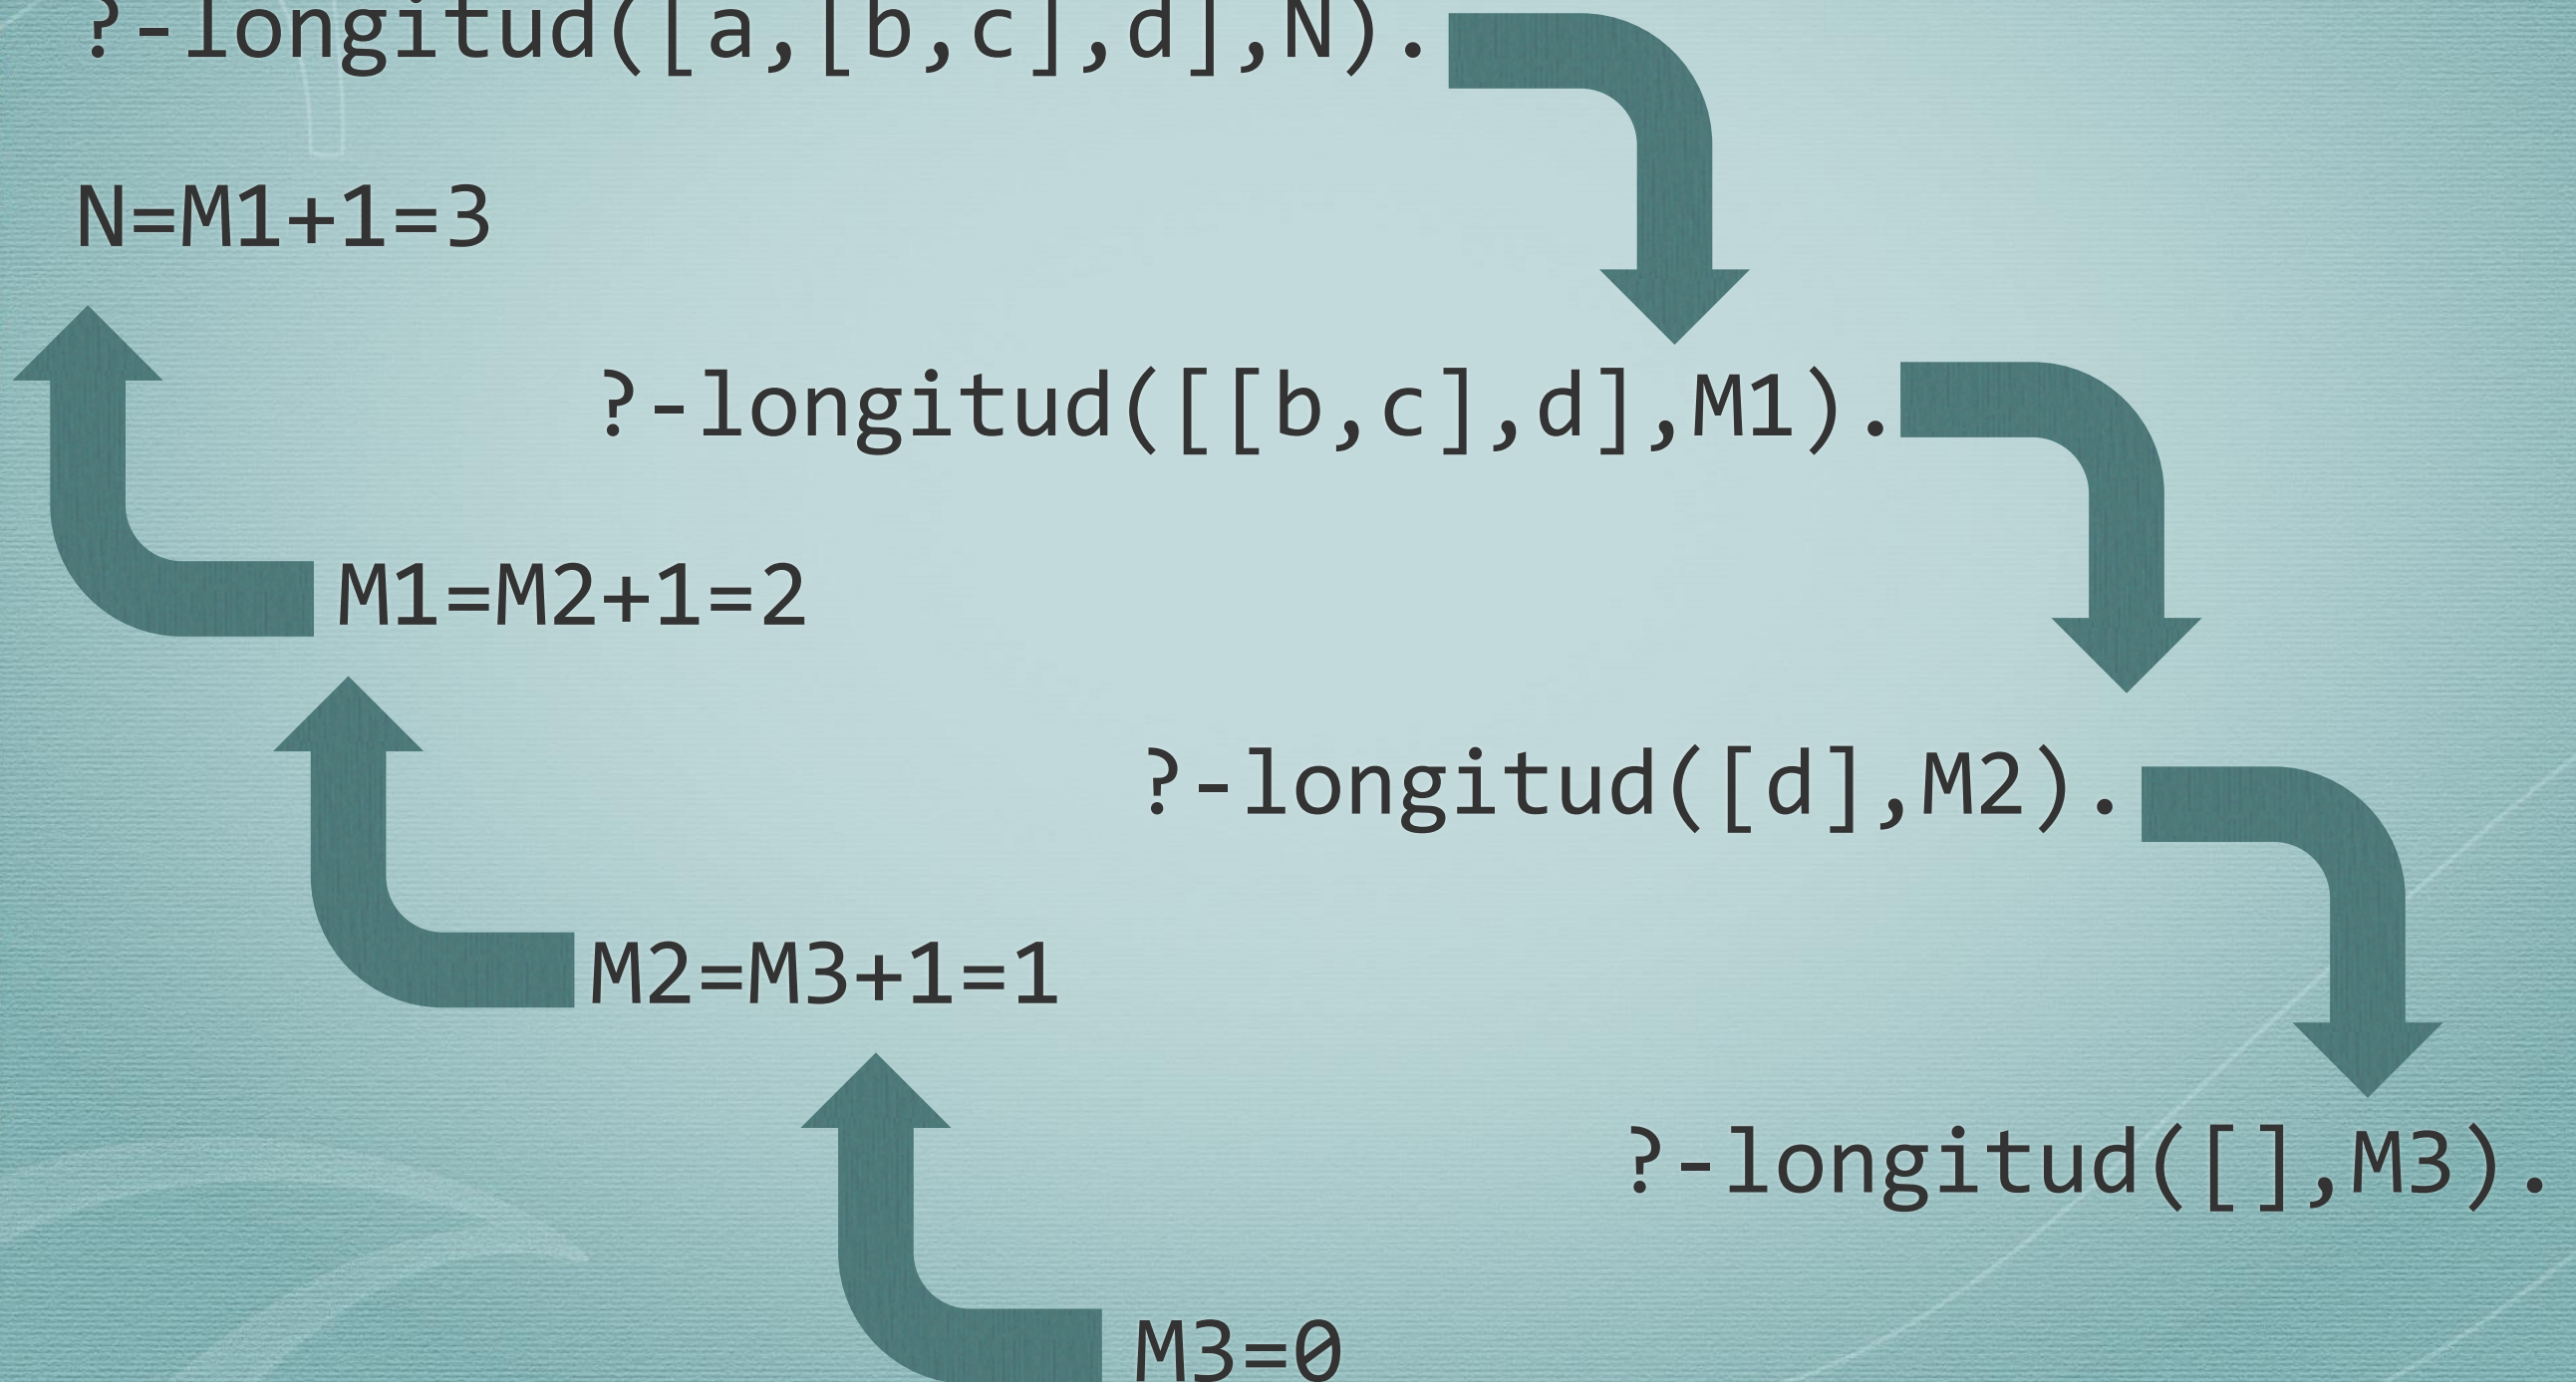 ?-longitud([a,[b,c],d],N).
N=M1+1=3
?-longitud([[b,c],d],M1).
M1=M2+1=2
?-longitud([d],M2).
M2=M3+1=1
?-longitud([],M3).
M3=0